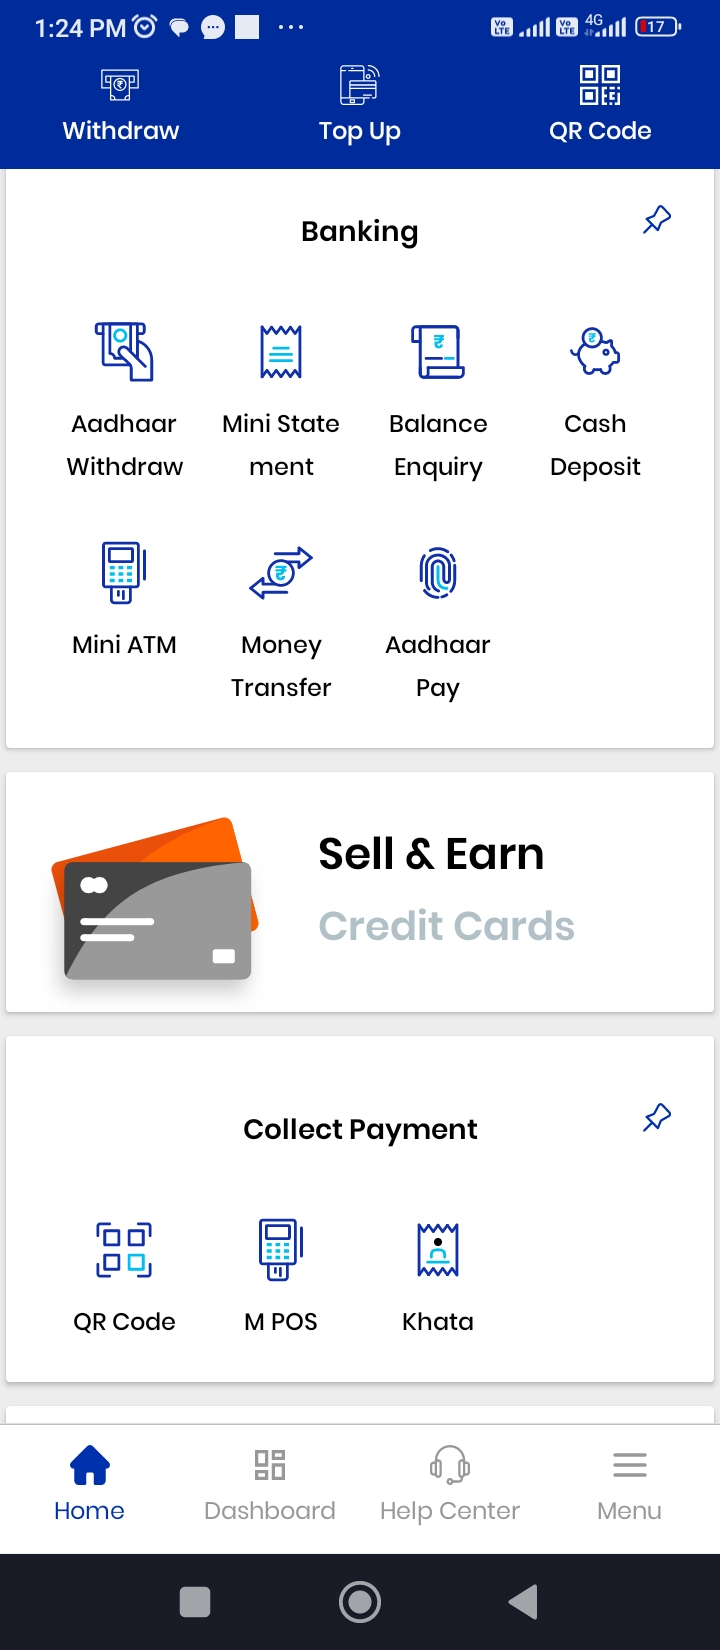 1:24 PM
Vo LTE
Vo LTE
4G
17
Withdraw Top Up QR Code
Banking
Aadhaar Mini State Balance Cash
Withdraw ment Enquiry Deposit
Mini ATM Money Aadhaar
Transfer Pay
Sell & Earn
Credit Cards
Collect Payment
QR Code M POS Khata
Home Dashboard Help Center Menu